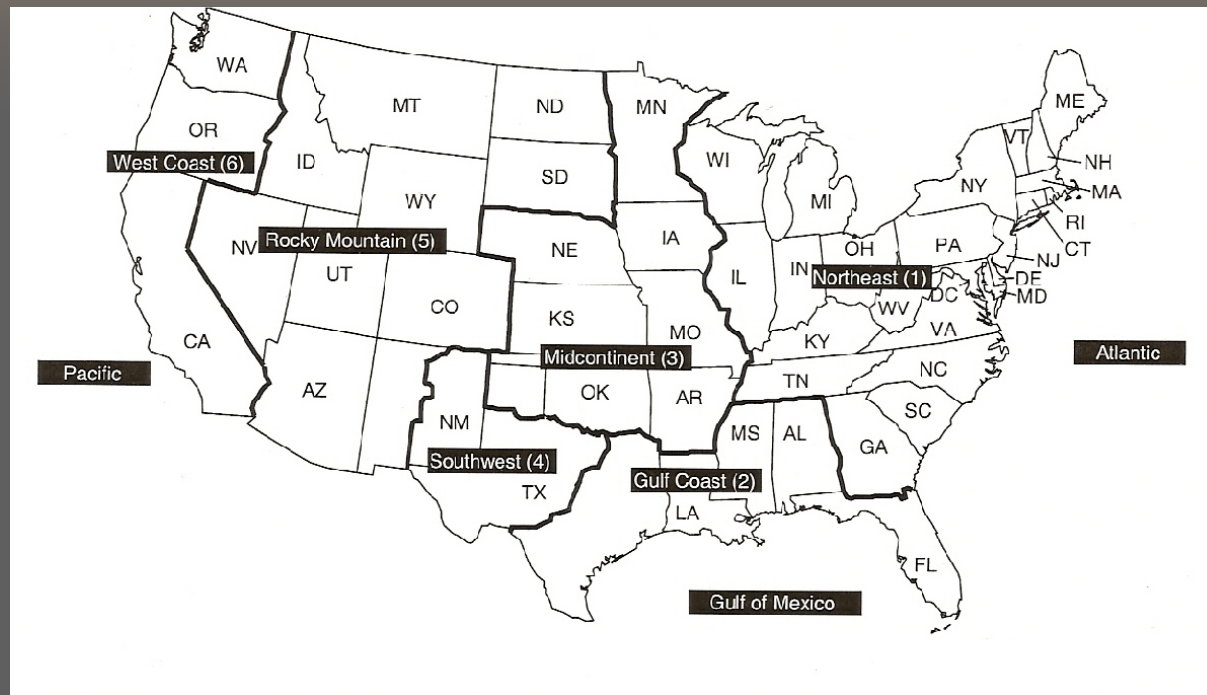 WA
MT
ND
MN
ME
OR
ID
SD
WI
VT
NH
West Coast (6)
WY
MI
NY
MA
RI
CT
NV
Rocky Mountain (5)
NE
IA
OH
PA
NJ
UT
IL
IN
Northeast (1)
DE
DC
MD
CO
KS
MO
WV
VA
CA
KY
Pacific
Midcontinent (3)
Atlantic
AZ
OK
AR
TN
NC
NM
MS
AL
SC
GA
Southwest (4)
TX
Gulf Coast (2)
LA
FL
Gulf of Mexico